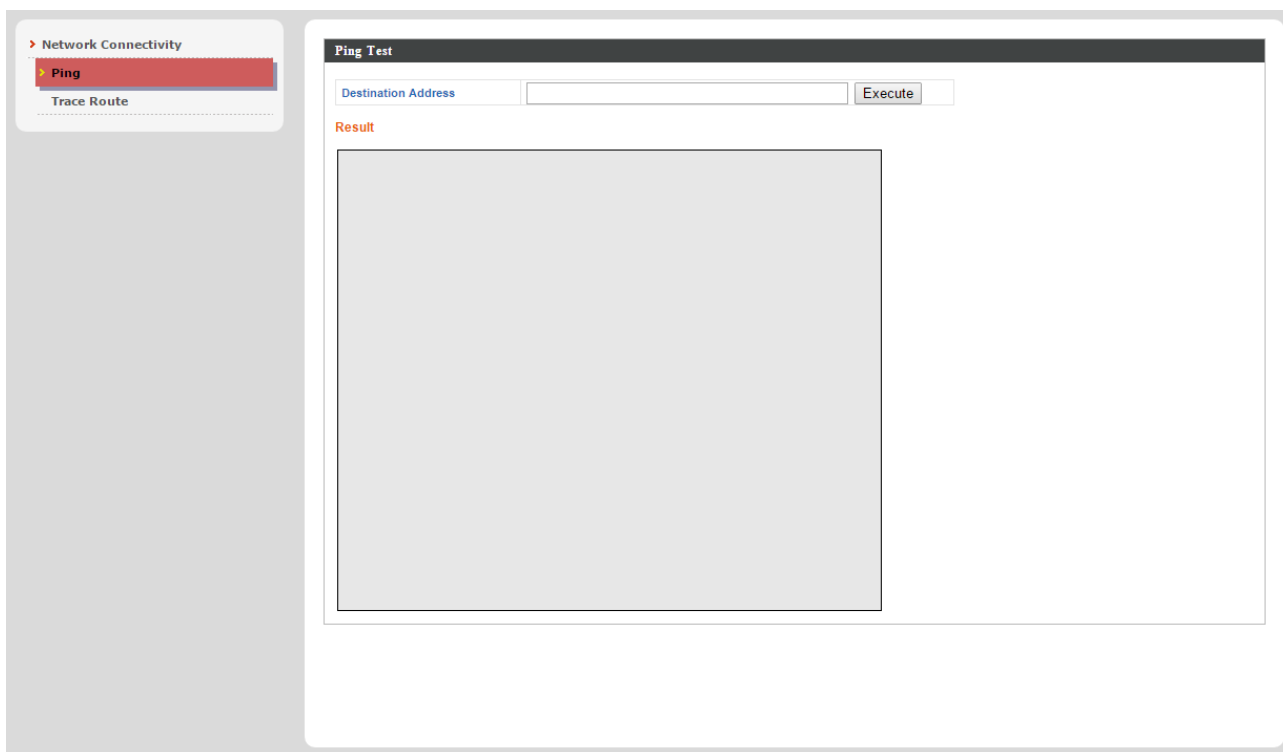 Network Connectivity
Ping
Trace Route
Ping Test
Destination Address
Execute
Result